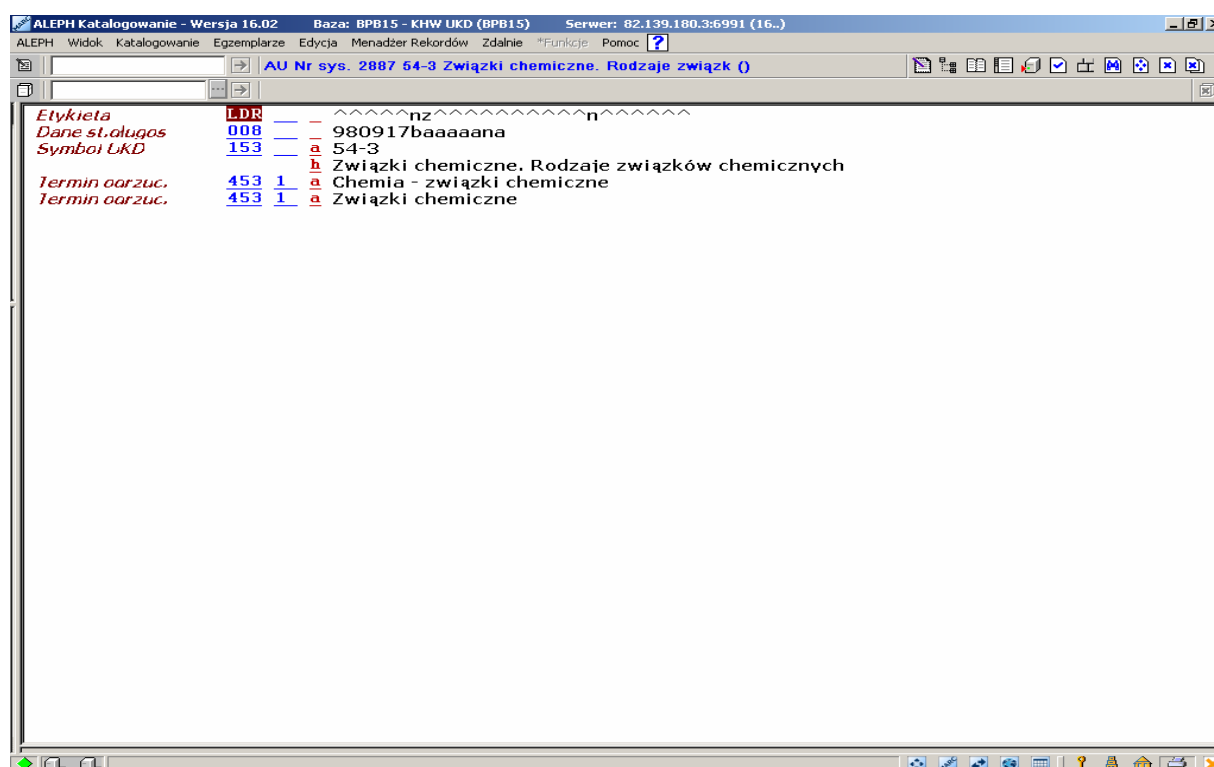 ALEPH Katalogowanie - Wersja 16.02 Baza: BPB15 - KHW UKD (BPB15) Serwer: 82.139.180.3:6991 (16..)
ALEPH Widok Katalogowanie Egzemplarze Edycja Menadżer Rekordów Zdalnie *Funkcje Pomoc ?
AU Nr sys. 2887 54-3 Związki chemiczne. Rodzaje związk ()
Etykieta LDR ^^^^^nz^^^^^^^^^^n^^^^^^
Dane st.długos 008 980917baaaaana
Symbol UKD 153 a 54-3
h Związki chemiczne. Rodzaje związków chemicznych
Termin odrzuc. 453 1 a Chemia - związki chemiczne
Termin odrzuc. 453 1 a Związki chemiczne